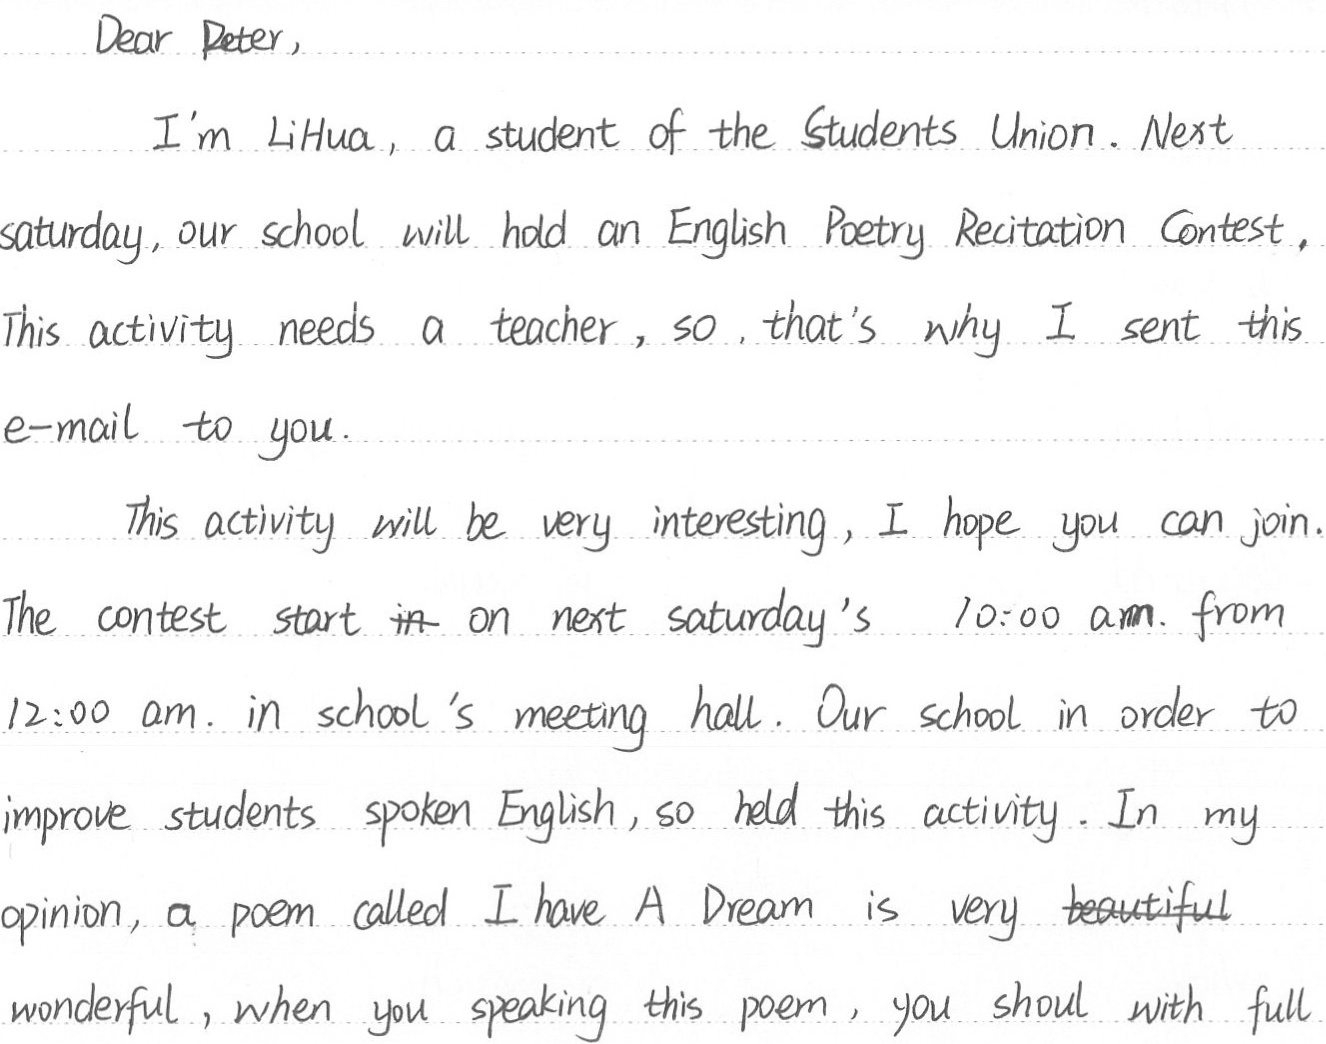 Dear Peter,
I'm LiHua, a student of the Students Union. Next
saturday, our school will hold an English Poetry Recitation Contest.
This activity needs a teacher, so, that's why I sent this
e-mail to you.
This activity will be very interesting, I hope you can join.
The contest start in on next saturday's 10:00 am. from
12:00 am. in school's meeting hall. Our school in order to
improve students spoken English, so held this activity. In my
opinion, a poem called I have A Dream is very beautiful
wonderful, when you speaking this poem, you shoul with full